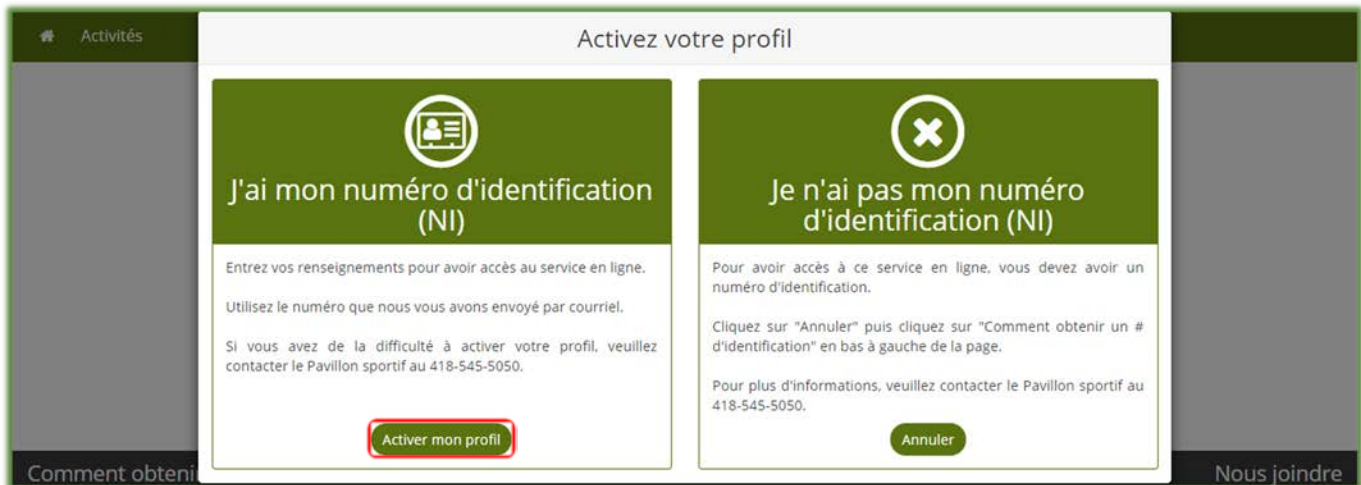 Activités
Activez votre profil
J'ai mon numéro d'identification
(NI)
Entrez vos renseignements pour avoir accès au service en ligne.
Utilisez le numéro que nous vous avons envoyé par courriel.
Si vous avez de la difficulté à activer votre profil, veuillez
contacter le Pavillon sportif au 418-545-5050.
Activer mon profil
Je n'ai pas mon numéro
d'identification (NI)
Pour avoir accès à ce service en ligne, vous devez avoir un
numéro d'identification.
Cliquez sur "Annuler" puis cliquez sur "Comment obtenir un #
d'identification" en bas à gauche de la page.
Pour plus d'informations, veuillez contacter le Pavillon sportif au
418-545-5050.
Annuler
Comment obteni
Nous joindre